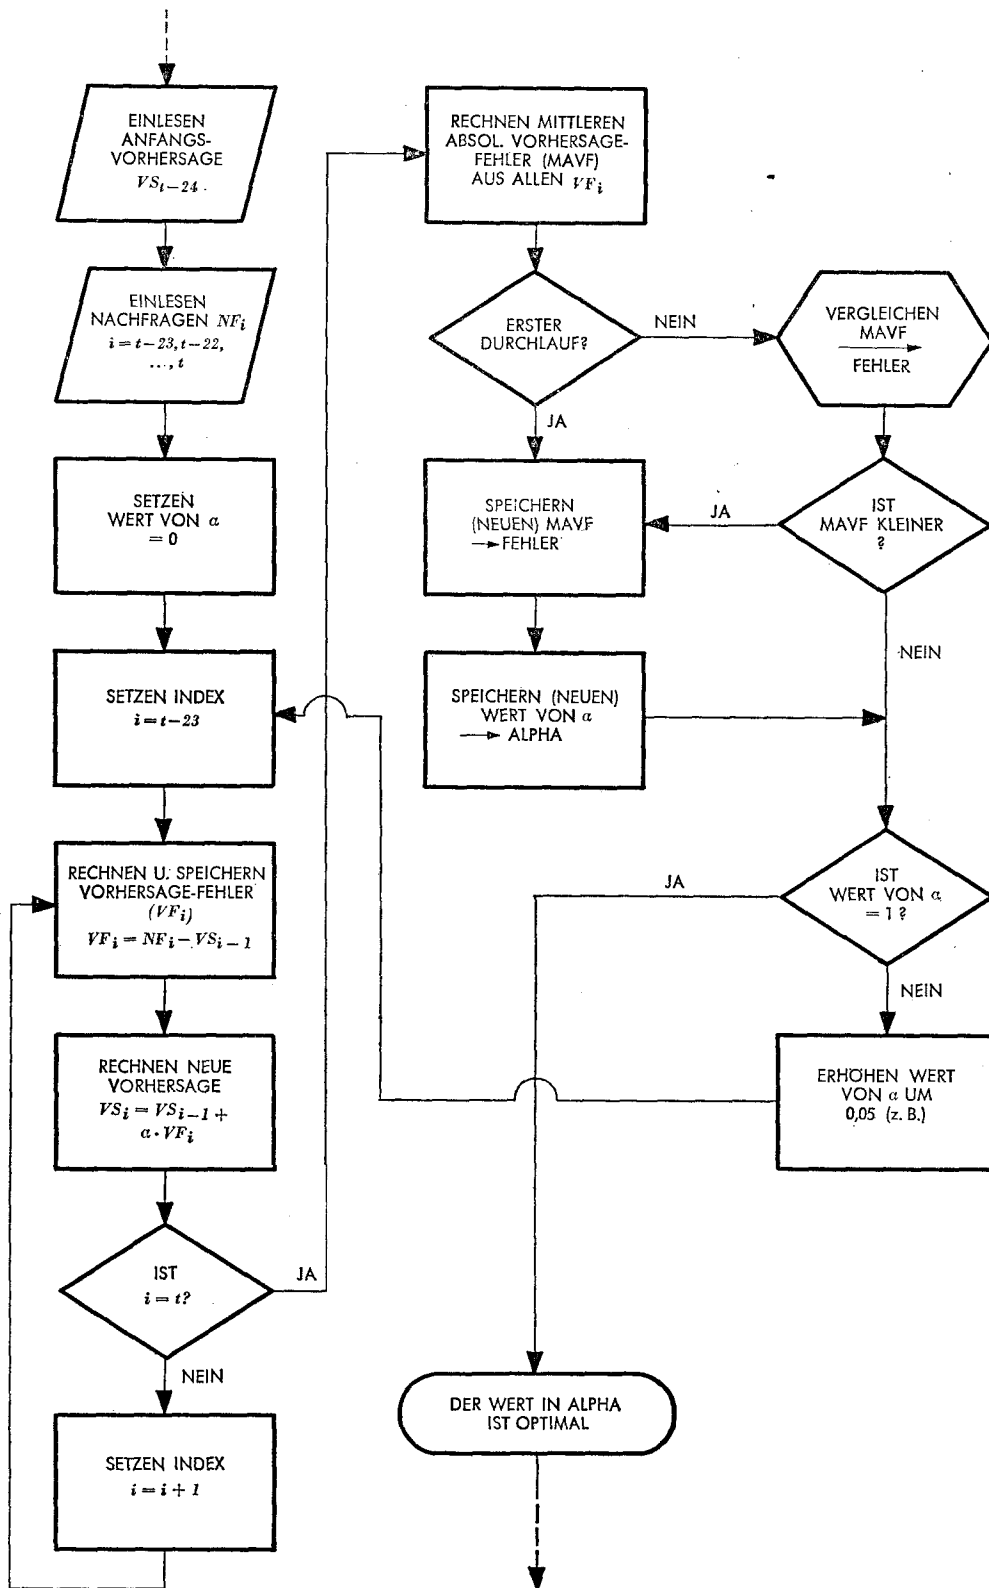 EINLESEN
ANFANGS-
VORHERSAGE
VS_{t-24}
EINLESEN
NACHFRAGEN NF_i
i = t-23, t-22,
..., t
SETZEN
WERT VON α
= 0
SETZEN INDEX
i = t-23
RECHNEN U. SPEICHERN
VORHERSAGE-FEHLER
(VF_i)
VF_i = NF_i - VS_{i-1}
RECHNEN NEUE
VORHERSAGE
VS_i = VS_{i-1} +
α · VF_i
IST
i = t?
JA
NEIN
SETZEN INDEX
i = i + 1
RECHNEN MITTLEREN
ABSOL. VORHERSAGE-
FEHLER (MAVF)
AUS ALLEN VF_i
ERSTER
DURCHLAUF?
NEIN
JA
VERGLEICHEN
MAVF
→
FEHLER
IST
MAVF KLEINER
?
JA
NEIN
SPEICHERN
(NEUEN) MAVF
→ FEHLER
SPEICHERN (NEUEN)
WERT VON α
→ ALPHA
IST
WERT VON α
= 1 ?
JA
NEIN
ERHÖHEN WERT
VON α UM
0,05 (z. B.)
DER WERT IN ALPHA
IST OPTIMAL